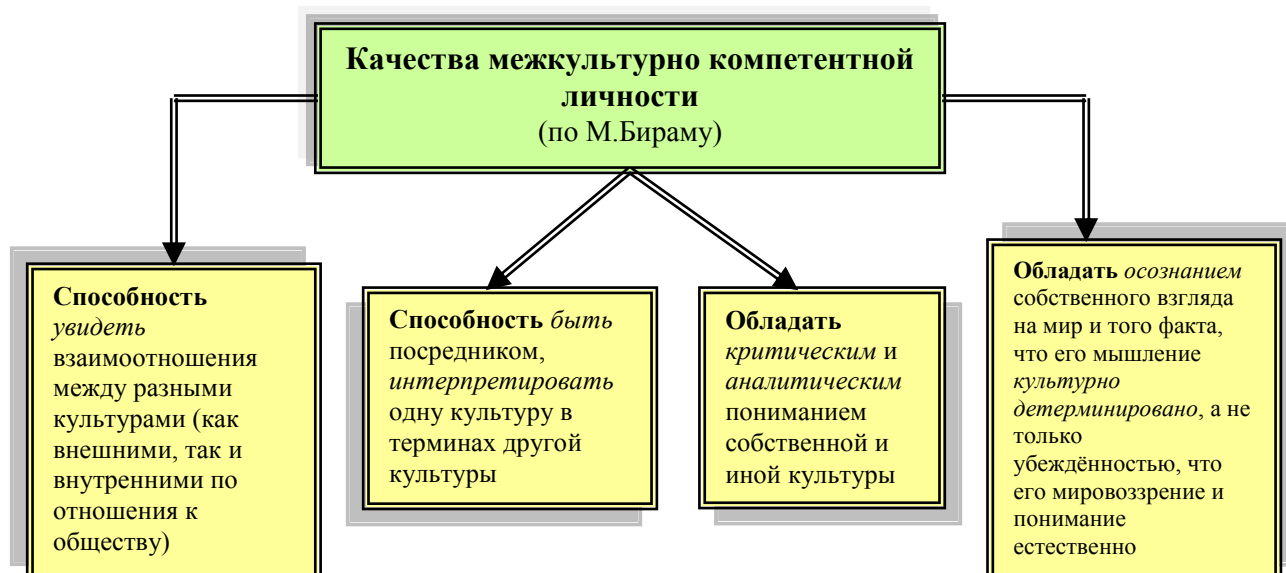 Качества межкультурно компетентной
личности
(по М.Бираму)
Способность
увидеть
взаимоотношения
между разными
культурами (как
внешними, так и
внутренними по
отношения к
обществу)
Способность быть
посредником,
интерпретировать
одну культуру в
терминах другой
культуры
Обладать
критическим и
аналитическим
пониманием
собственной и
иной культуры
Обладать осознанием
собственного взгляда
на мир и того факта,
что его мышление
культурно
детерминировано, а не
только
убеждённостью, что
его мировоззрение и
понимание
естественно